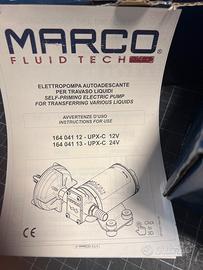 MARCO®
FLUID TECH
ELETTROPOMPA AUTOADESCANTE
PER TRAVASO LIQUIDI
SELF-PRIMING ELECTRIC PUMP
FOR TRANSFERRING VARIOUS LIQUIDS
AVVERTENZE D'USO
INSTRUCTIONS FOR USE
164 041 12 - UPX-C 12V
164 041 13 - UPX-C 24V
CE